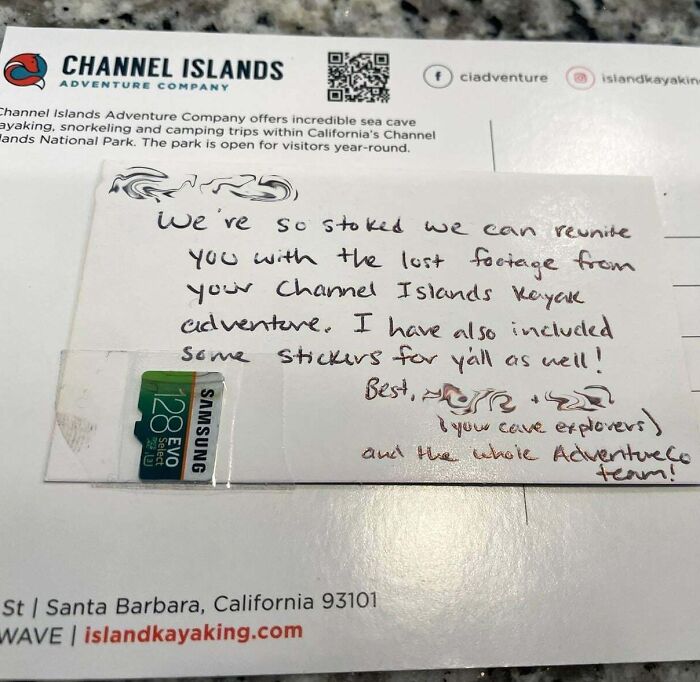 CHANNEL ISLANDS
ADVENTURE COMPANY
ciadventure
islandkayakin
Channel Islands Adventure Company offers incredible sea cave
ayaking, snorkeling and camping trips within California's Channel
lands National Park. The park is open for visitors year-round.
We're so stoked we can reunite
you with the lost footage from
your Channel Islands kayak
adventure. I have also included
some stickers for y'all as well!
Best,
(your cave explorers)
and the whole AdventureCo
team!
SAMSUNG
128 EVO
Select
St | Santa Barbara, California 93101
WAVE | islandkayaking.com